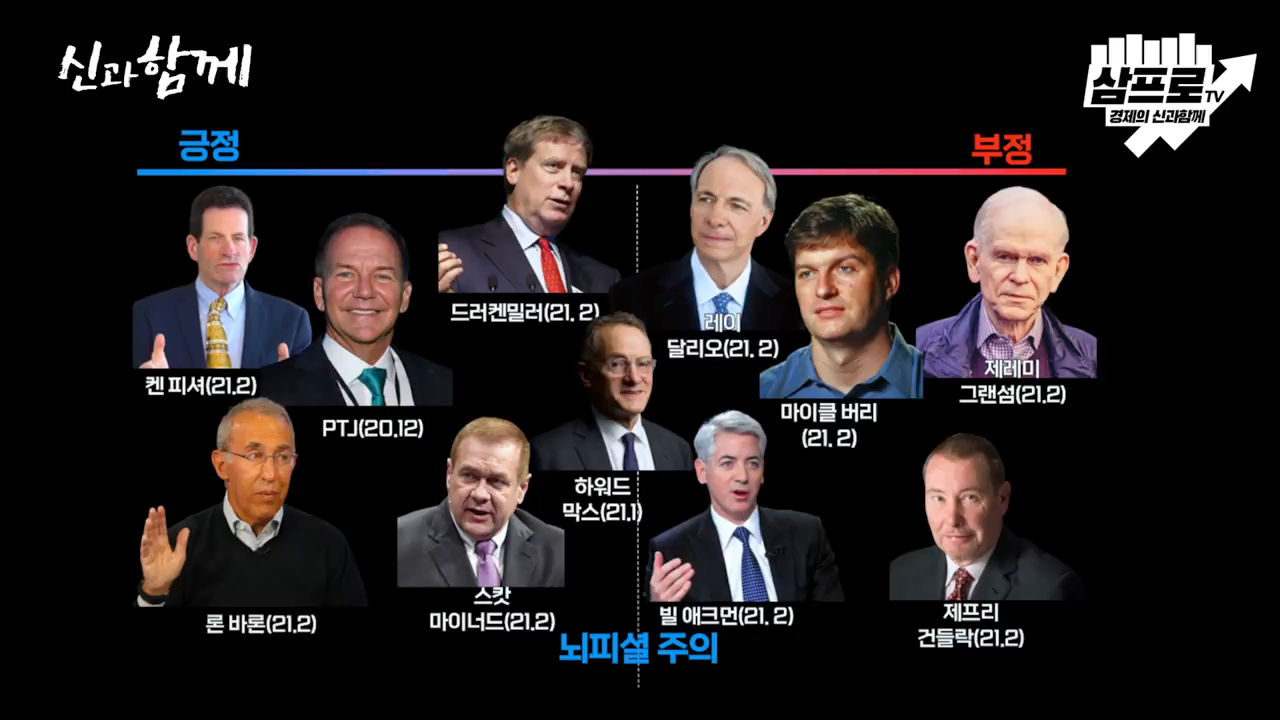 신과함께
삼프로TV
경제의 신과함께
긍정
부정
드러켄밀러(21. 2)
레이
달리오(21. 2)
제레미
그랜섬(21.2)
켄 피셔(21.2)
PTJ(20.12)
마이클 버리
(21. 2)
하워드
막스(21.1)
스캇
마이너드(21.2)
빌 애크먼(21. 2)
제프리
건들락(21.2)
론 바론(21.2)
뇌피셜 주의